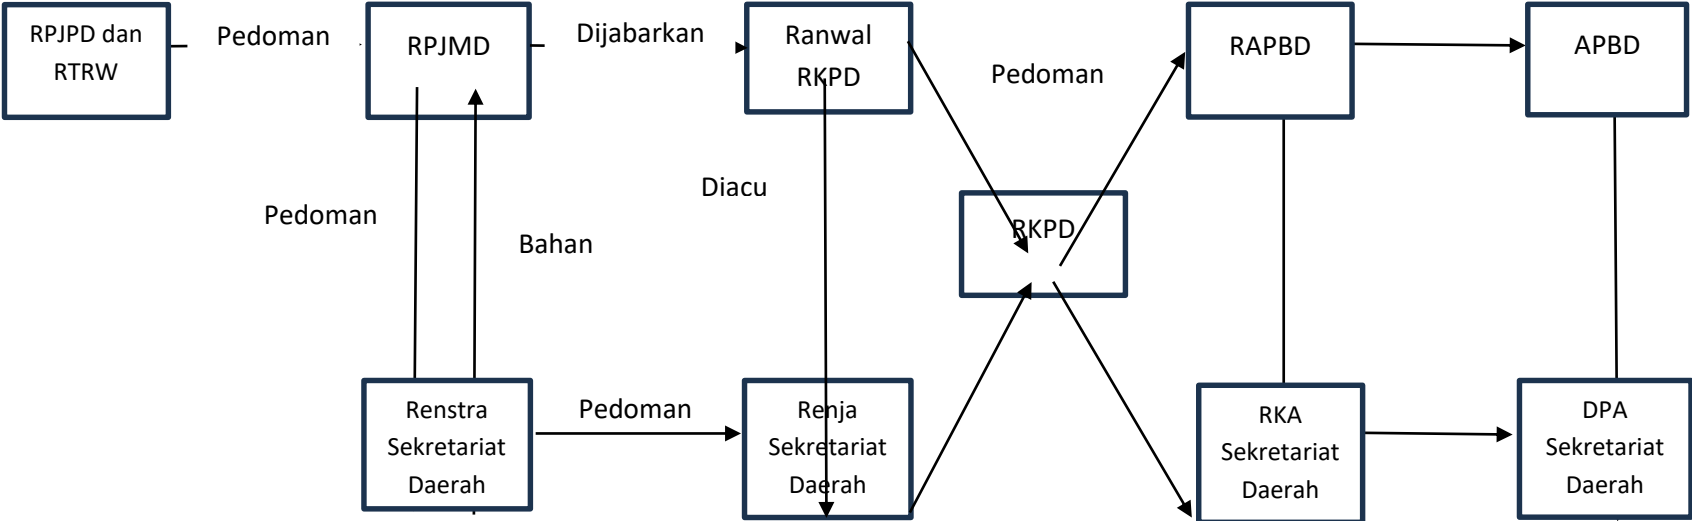 RPJPD dan
RTRW
Pedoman
RPJMD
Dijabarkan
Ranwal
RKPD
Pedoman
RAPBD
APBD
Pedoman
Bahan
Diacu
RKPD
Renstra
Sekretariat
Daerah
Pedoman
Renja
Sekretariat
Daerah
RKA
Sekretariat
Daerah
DPA
Sekretariat
Daerah